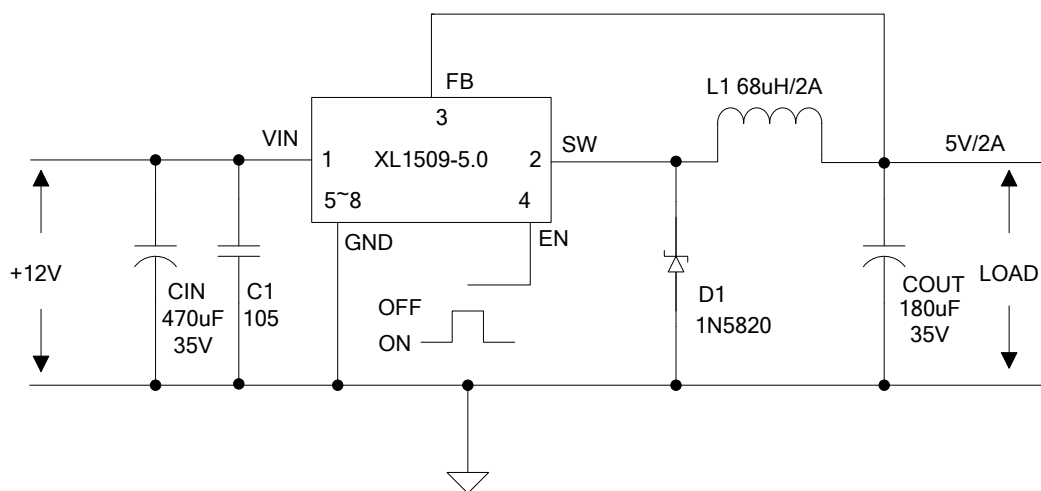 FB
L1 68uH/2A
3
VIN
SW
5V/2A
1
XL1509-5.0
2
5~8
4
GND
EN
+12V
CIN
470uF
35V
C1
105
OFF
ON
D1
1N5820
COUT
180uF
35V
LOAD